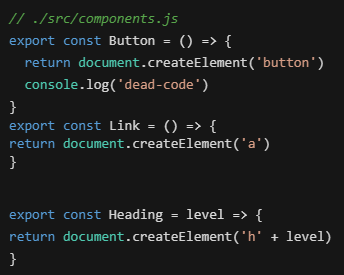 // ./src/components.js
export const Button = () => {
  return document.createElement('button')
  console.log('dead-code')
}
export const Link = () => {
return document.createElement('a')
}
export const Heading = level => {
return document.createElement('h' + level)
}